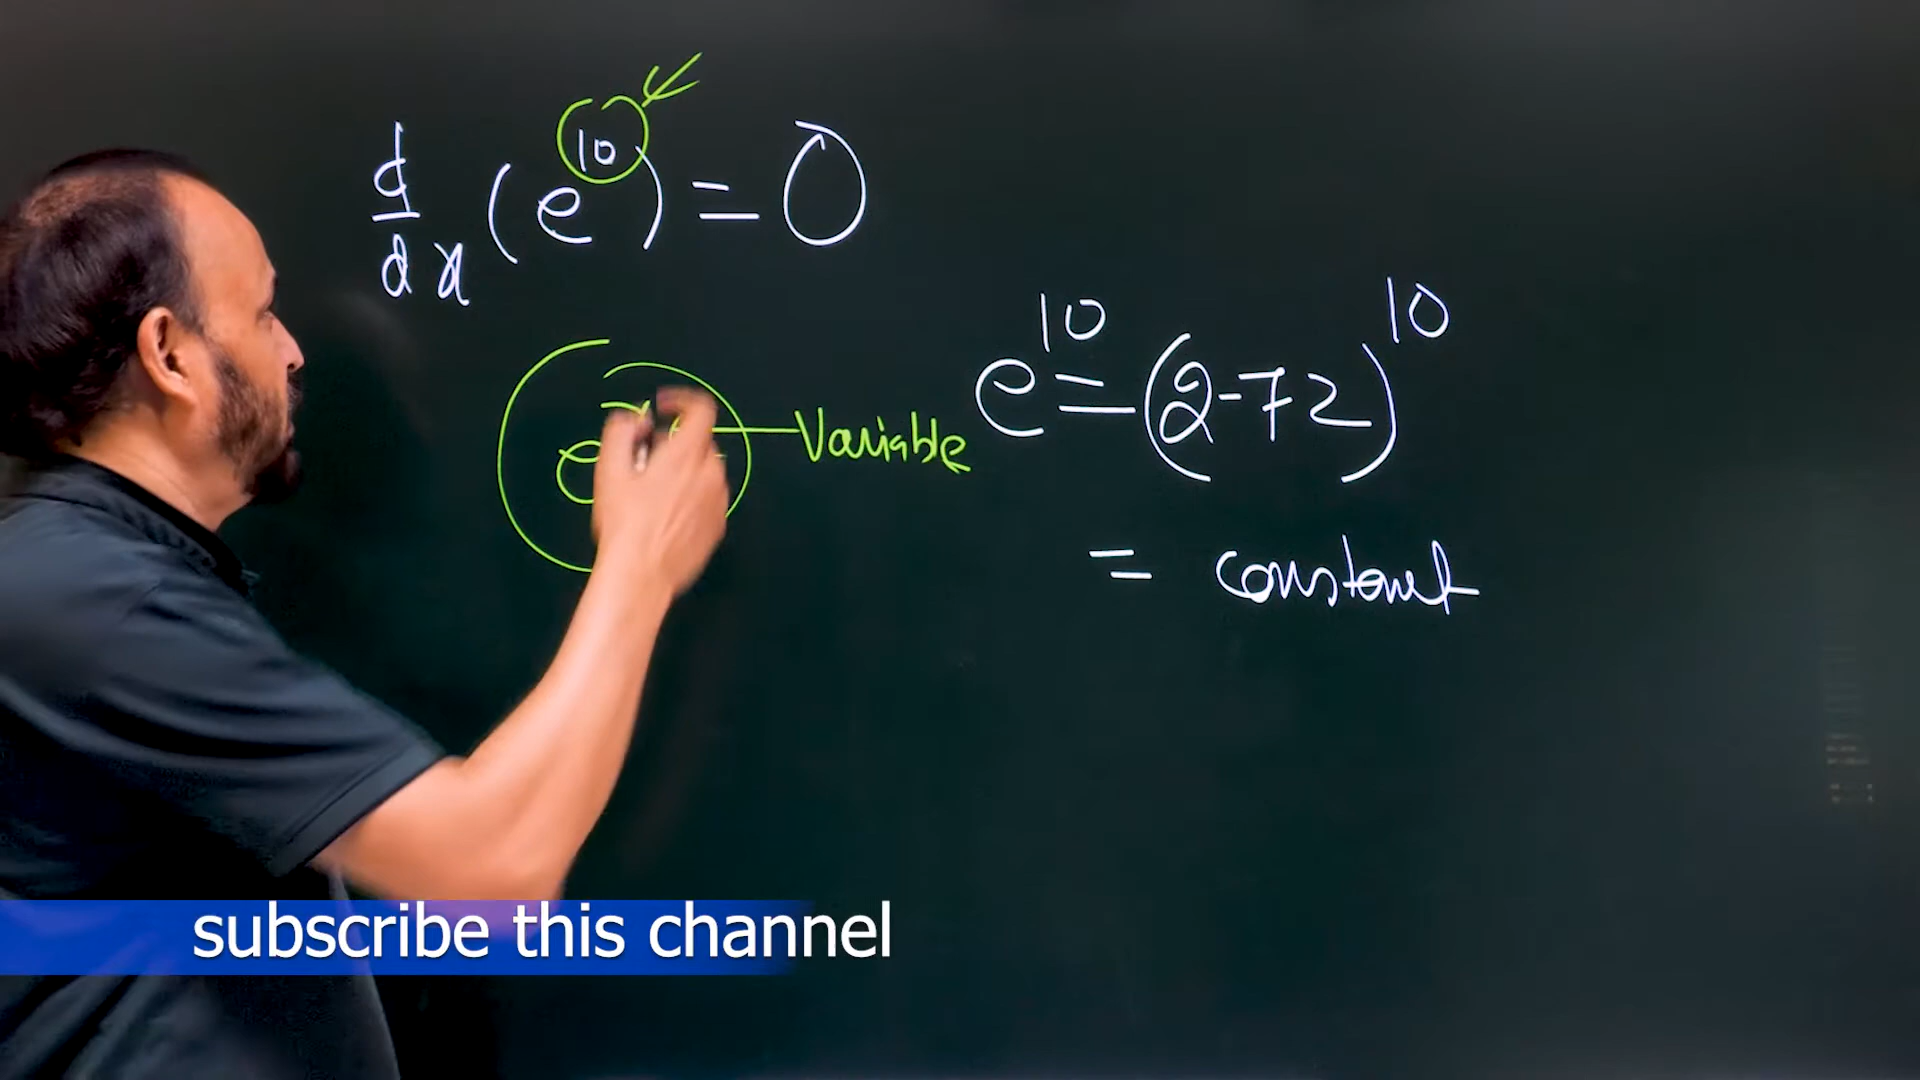 d/dx (e^10) = 0
e^10 = (2-72)^10
e
Variable
= constant
subscribe this channel